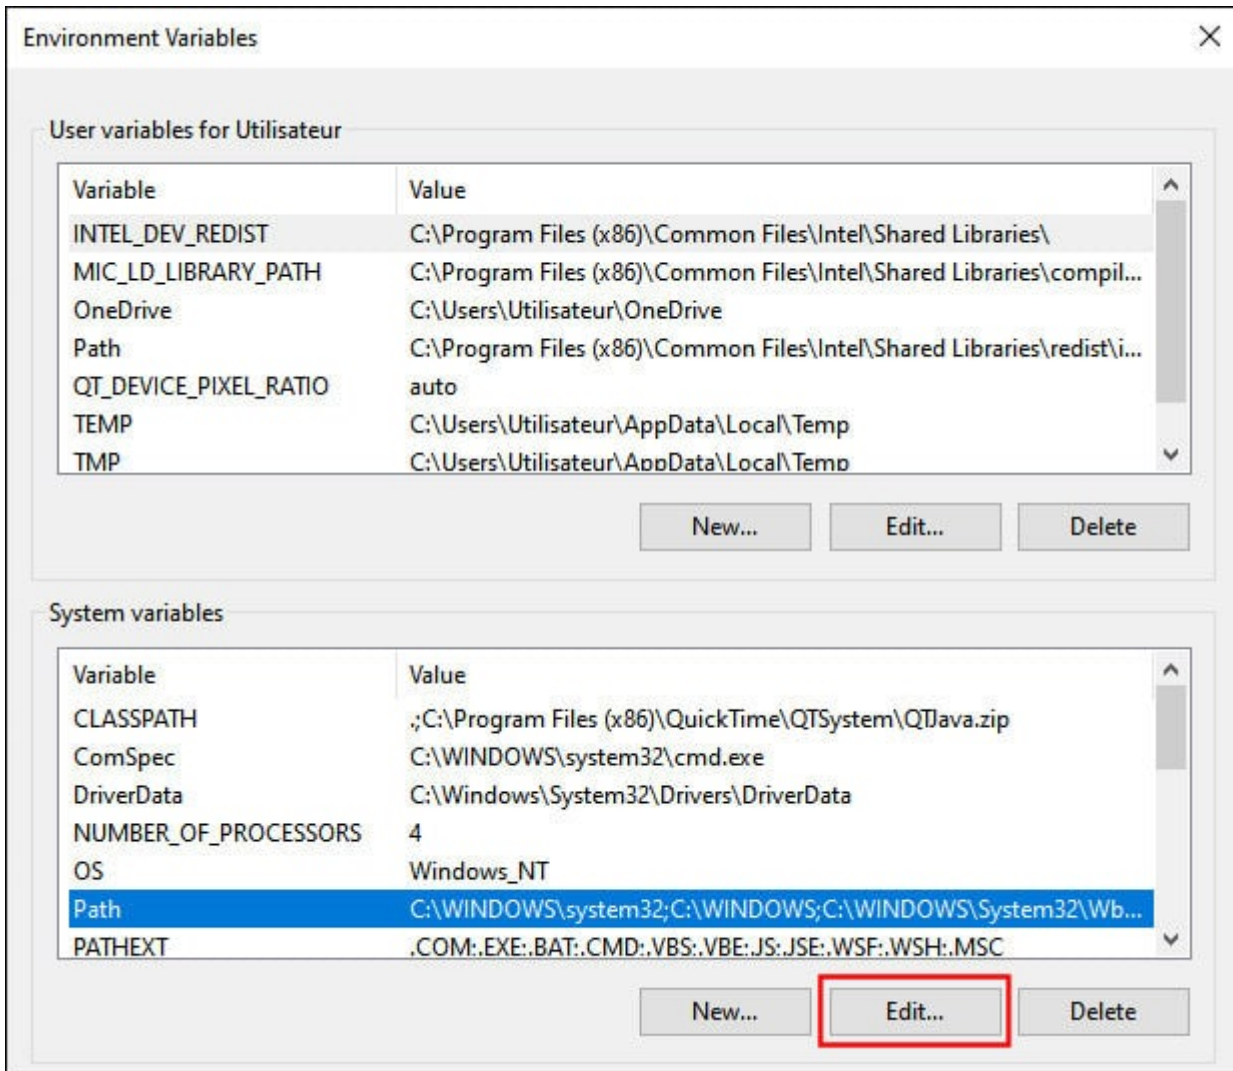 Environment Variables
User variables for Utilisateur
Variable Value
INTEL_DEV_REDIST C:\Program Files (x86)\Common Files\Intel\Shared Libraries\
MIC_LD_LIBRARY_PATH C:\Program Files (x86)\Common Files\Intel\Shared Libraries\compil...
OneDrive C:\Users\Utilisateur\OneDrive
Path C:\Program Files (x86)\Common Files\Intel\Shared Libraries\redist\i...
QT_DEVICE_PIXEL_RATIO auto
TEMP C:\Users\Utilisateur\AppData\Local\Temp
TMP C:\Users\Utilisateur\AppData\Local\Temp
New... Edit... Delete
System variables
Variable Value
CLASSPATH .;C:\Program Files (x86)\QuickTime\QTSystem\QTJava.zip
ComSpec C:\WINDOWS\system32\cmd.exe
DriverData C:\Windows\System32\Drivers\DriverData
NUMBER_OF_PROCESSORS 4
OS Windows_NT
Path C:\WINDOWS\system32;C:\WINDOWS;C:\WINDOWS\System32\Wb...
PATHEXT .COM;.EXE;.BAT;.CMD;.VBS;.VBE;.JS;.JSE;.WSF;.WSH;.MSC
New... Edit... Delete